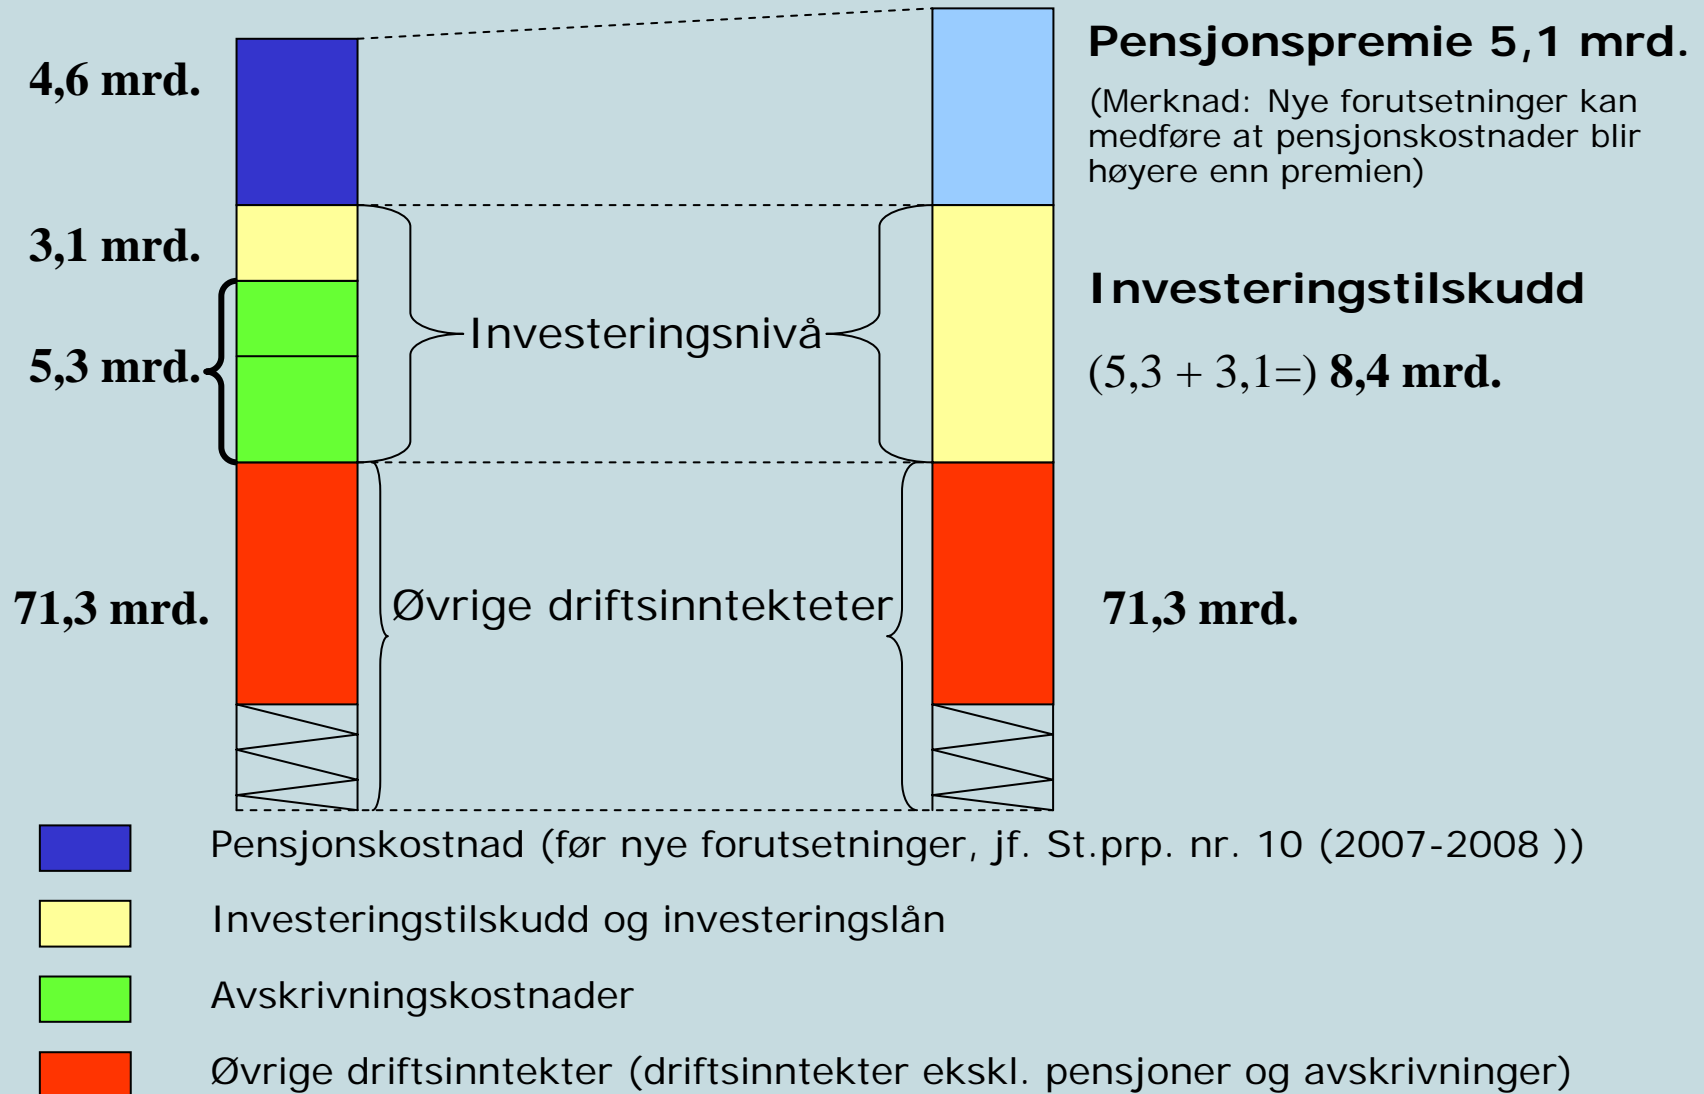 4,6 mrd.
Pensjonspremie 5,1 mrd.
(Merknad: Nye forutsetninger kan
medføre at pensjonskostnader blir
høyere enn premien)
3,1 mrd.
Investeringstilskudd
Investeringsnivå
5,3 mrd.
(5,3 + 3,1=) 8,4 mrd.
71,3 mrd.
Øvrige driftsinntekteter
71,3 mrd.
Pensjonskostnad (før nye forutsetninger, jf. St.prp. nr. 10 (2007-2008 ))
Investeringstilskudd og investeringslån
Avskrivningskostnader
Øvrige driftsinntekter (driftsinntekter ekskl. pensjoner og avskrivninger)